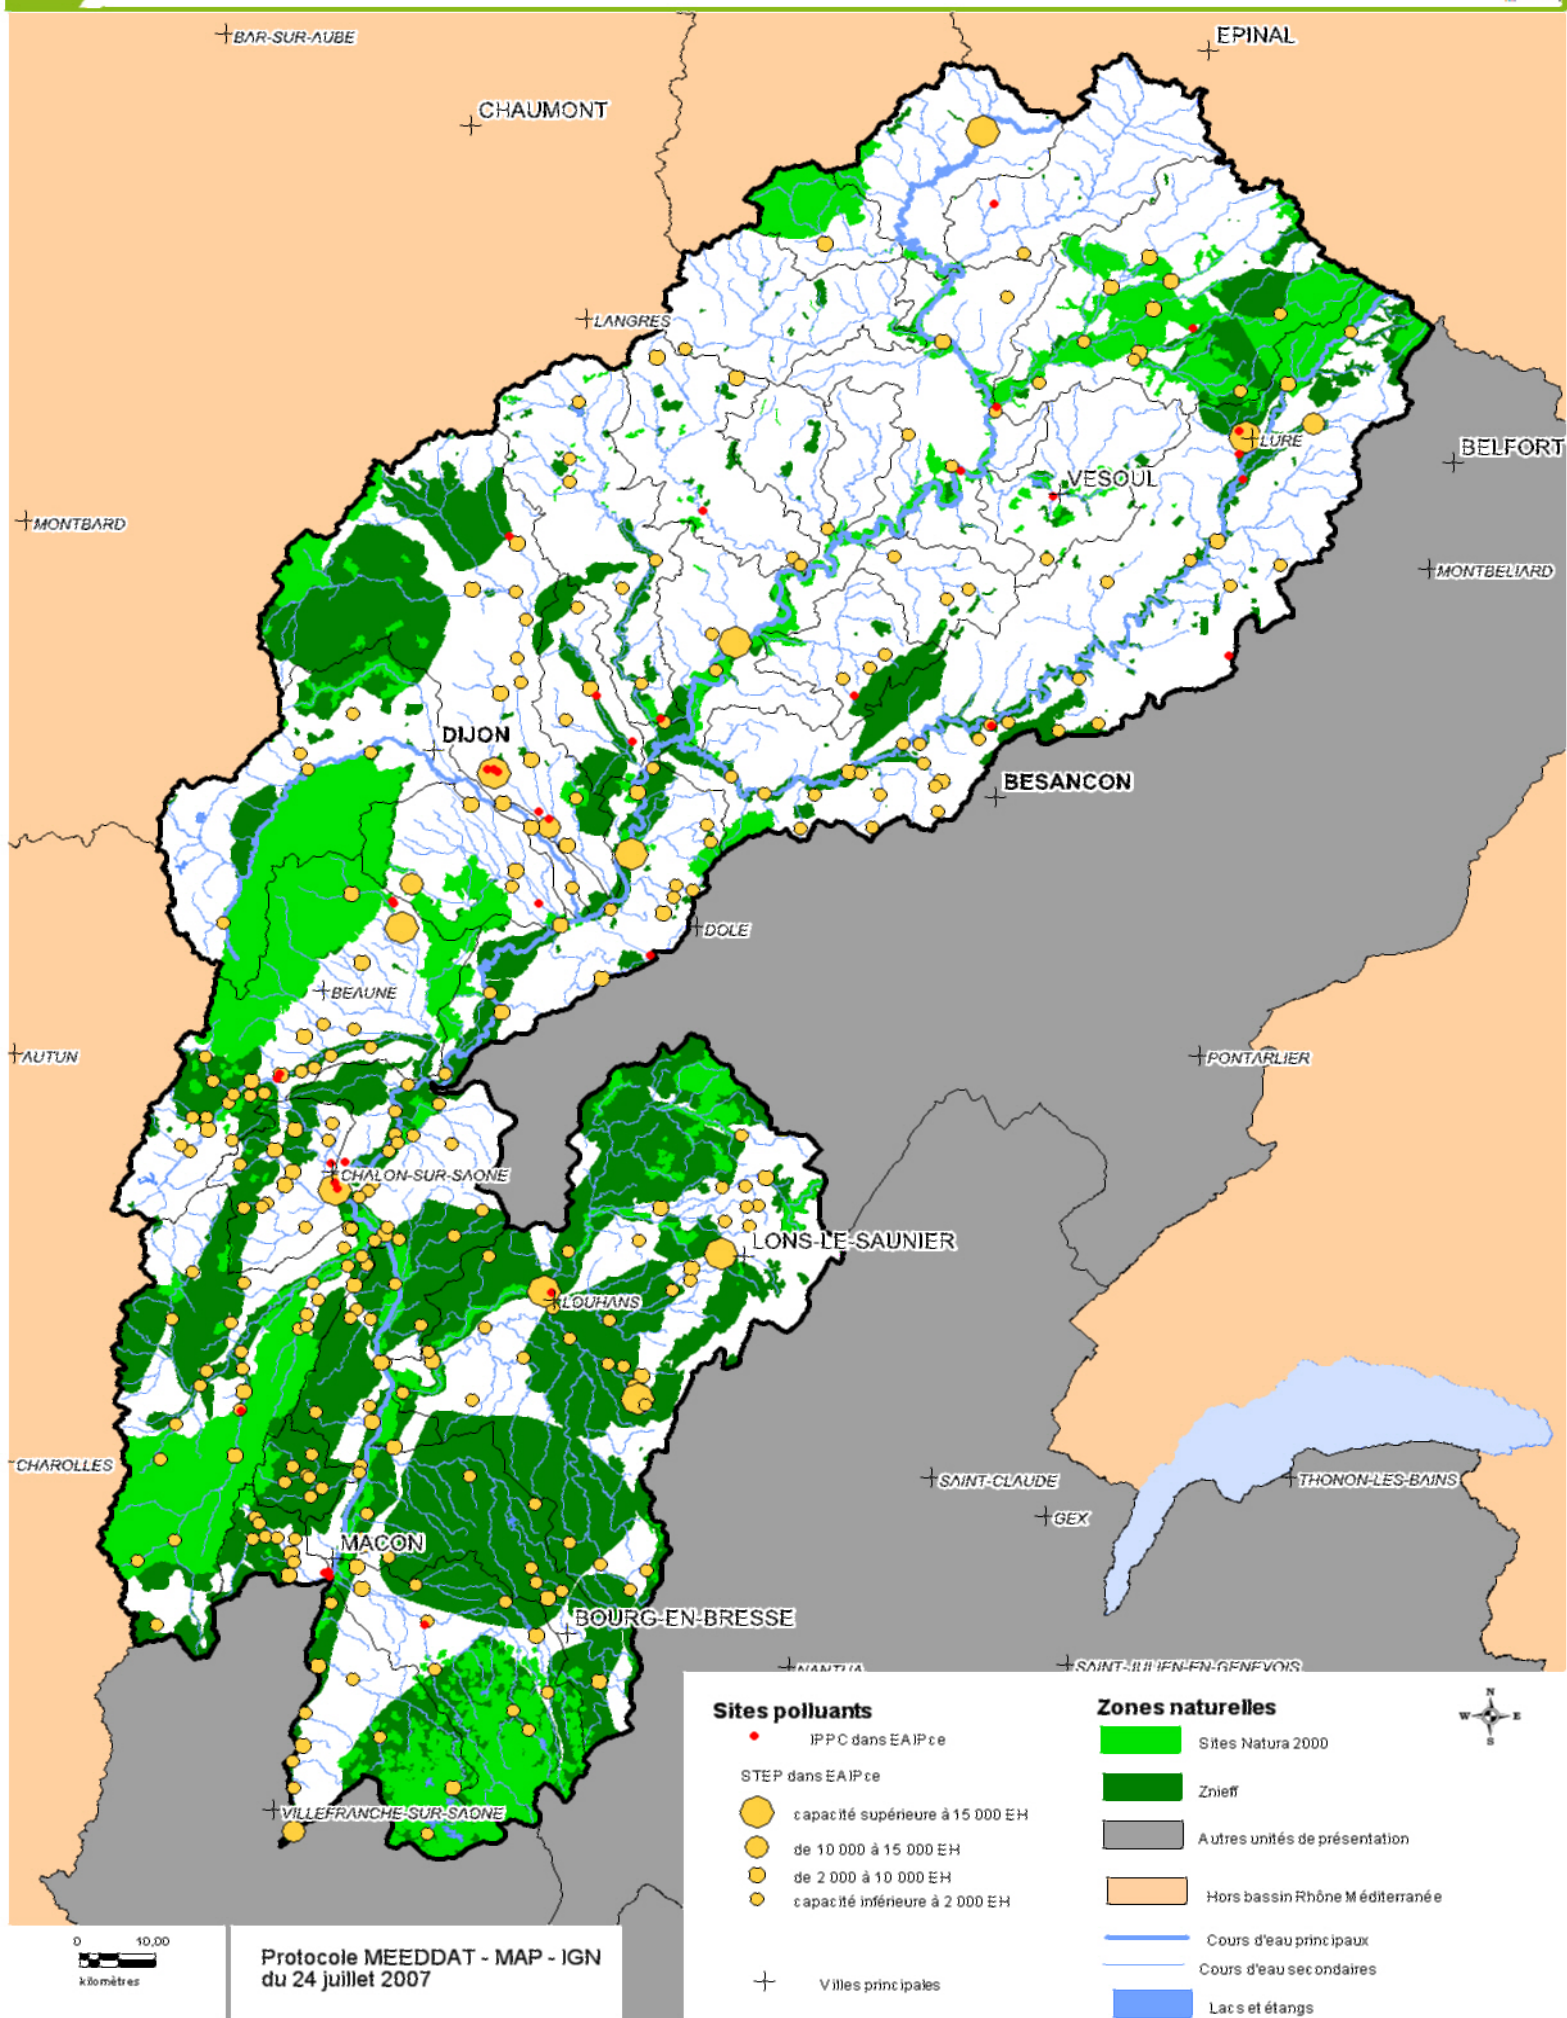 BAR-SUR-AUBE
EPINAL
CHAUMONT
LANGRES
LURE
BELFORT
VESOUL
MONTBARD
MONTBELIARD
DIJON
BESANCON
DOLE
BEAUNE
AUTUN
PONTARLIER
CHALON-SUR-SAONE
LONS-LE-SAUNIER
LOUHANS
CHAROLLES
SAINT-CLAUDE
THONON-LES-BAINS
GEX
MACON
BOURG-EN-BRESSE
NANTUA
SAINT-JULIEN-EN-GENEVOIS
VILLEFRANCHE-SUR-SAONE
Sites polluants
IPPC dans EAIPce
STEP dans EAIPce
capacité supérieure à 15 000 EH
de 10 000 à 15 000 EH
de 2 000 à 10 000 EH
capacité inférieure à 2 000 EH
Villes principales
Zones naturelles
N
W E
S
Sites Natura 2000
Znieff
Autres unités de présentation
Hors bassin Rhône Méditerranée
Cours d'eau principaux
Cours d'eau secondaires
Lacs et étangs
0 10,00
kilomètres
Protocole MEEDDAT - MAP - IGN
du 24 juillet 2007